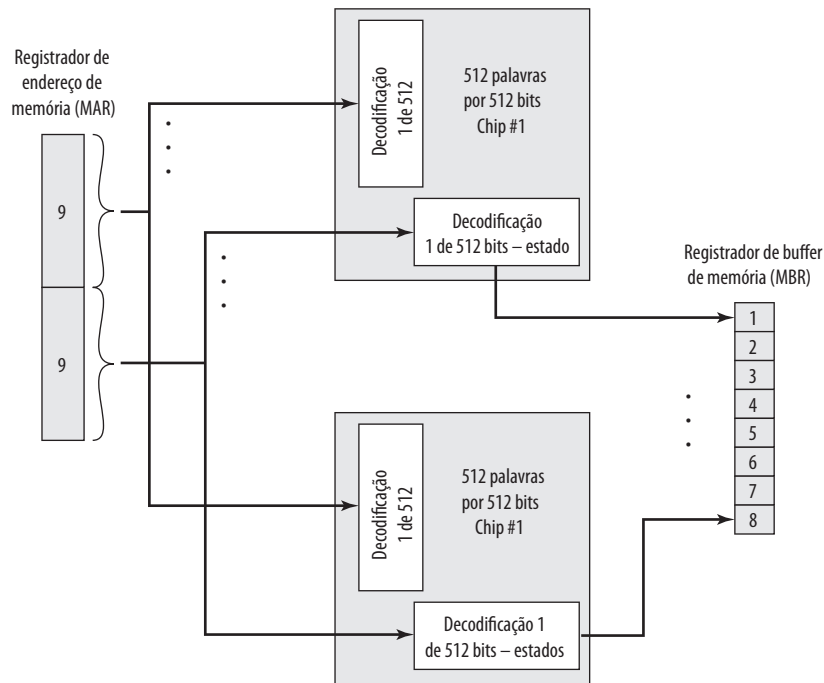 Registrador de
endereço de
memória (MAR)
9
9
Decodificação
1 de 512
512 palavras
por 512 bits
Chip #1
Decodificação
1 de 512 bits – estado
Registrador de buffer
de memória (MBR)
1
2
3
4
5
6
7
8
Decodificação
1 de 512
512 palavras
por 512 bits
Chip #1
Decodificação 1
de 512 bits – estados